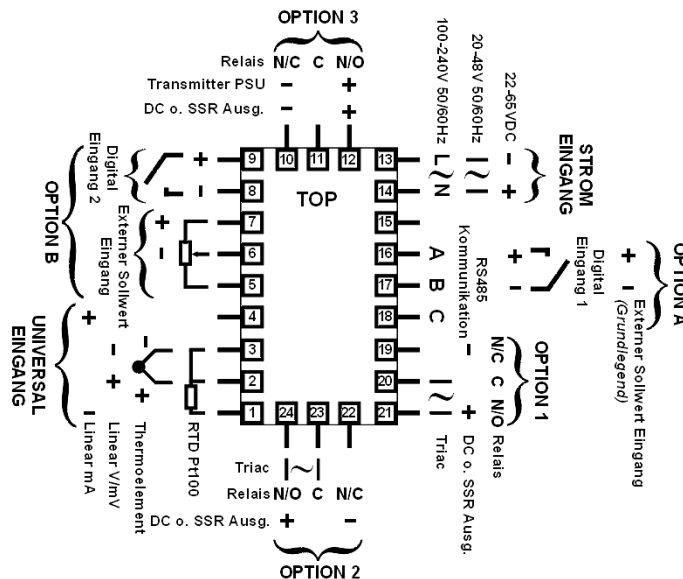 OPTION 3
Relais N/C C N/O
Transmitter PSU − +
DC o. SSR Ausg. − +
100-240V 50/60Hz
20-48V 50/60Hz
22-65VDC
L ~ N
| ~ |
− +
STROM
EINGANG
9
10
11
12
13
8
14
TOP
7
15
6
16
5
17
4
18
3
19
2
20
1
24
23
22
21
OPTION B
Digital
Eingang 2
+ −
Externer Sollwert
Eingang
+ −
UNIVERSAL
EINGANG
+ − Linear mA
− + Linear V/mV
− + Thermoelement
RTD Pt100
A
B
C
RS485
Kommunikation
+ −
Digital
Eingang 1
+ −
Externer Sollwert Eingang
(Grundlegend)
OPTION A
OPTION 1
N/C C N/O Relais
− + DC o. SSR Ausg.
| ~ | Triac
Triac | ~ |
Relais N/O C N/C
DC o. SSR Ausg. + −
OPTION 2